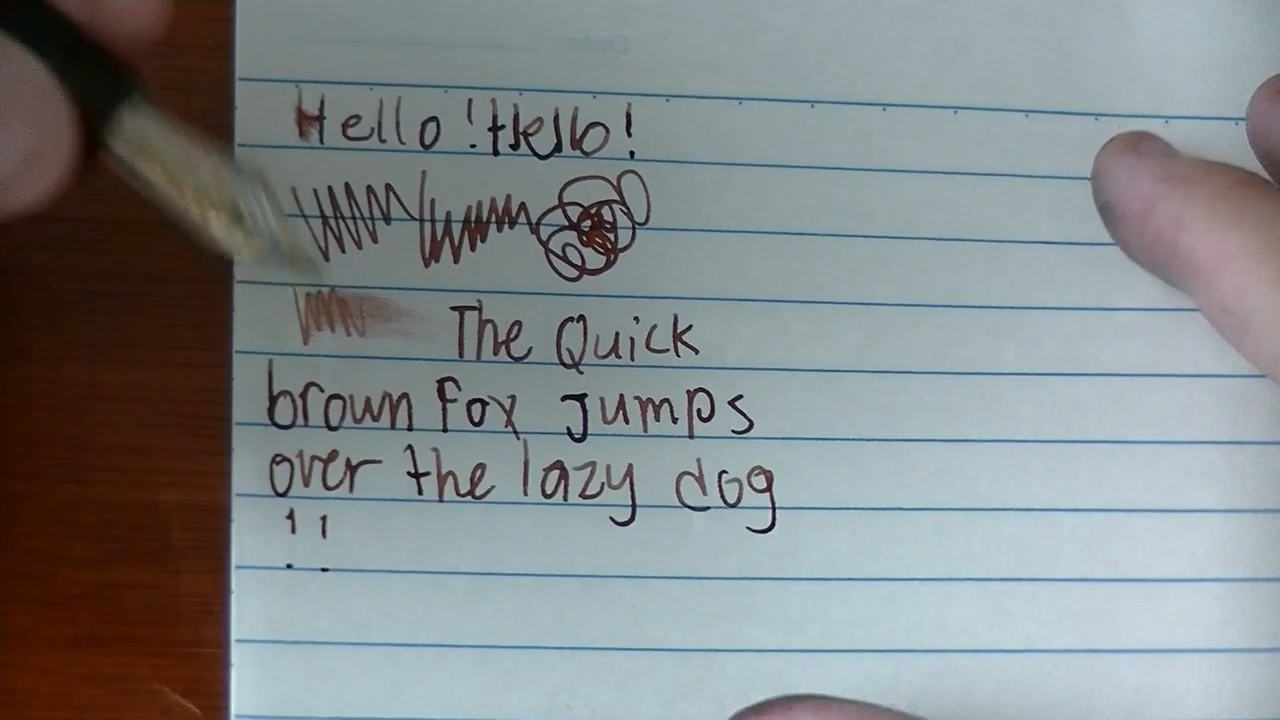 Hello! Hello!
The Quick
brown fox Jumps
over the lazy dog
!!